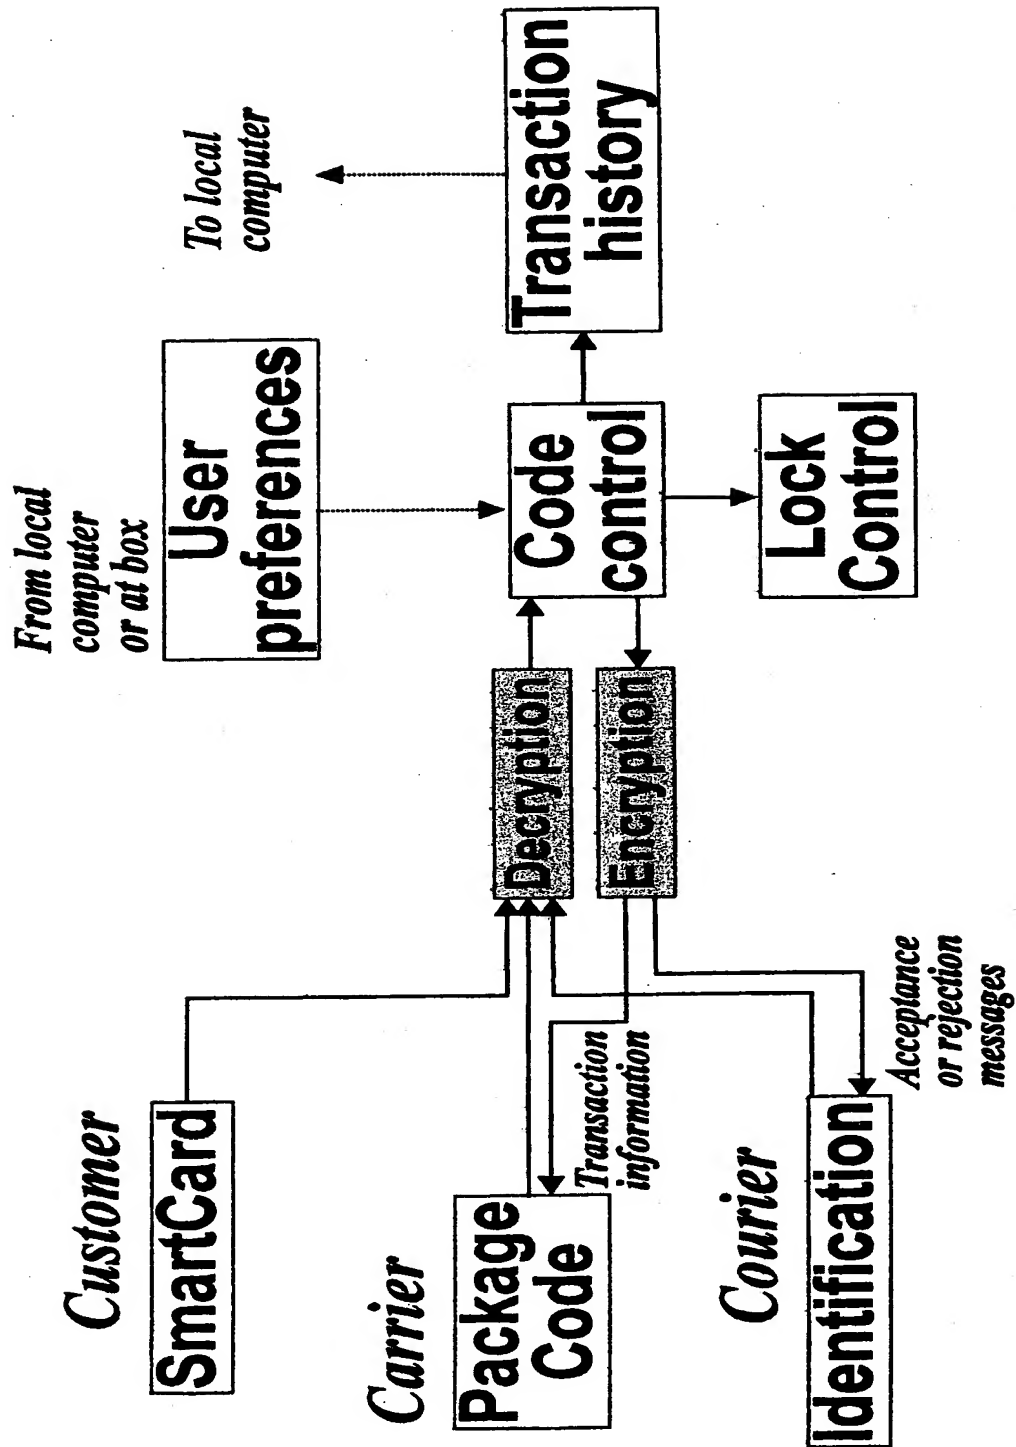 Customer
SmartCard
Carrier
Package
Code
Transaction
information
Courier
Identification
Acceptance
or rejection
messages
Decryption
Encryption
From local
computer
or at box
User
preferences
Code
control
Lock
Control
To local
computer
Transaction
history